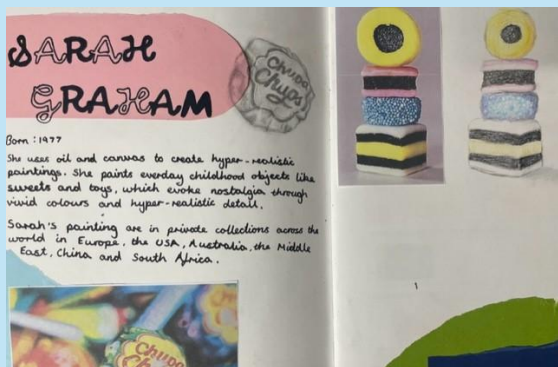 SARAH
GRAHAM
Chupa
Chups
Born : 1977
She uses oil and canvas to create hyper-realistic
paintings. She paints everday childhood objects like
sweets and toys, which evoke nostalgia through
vivid colours and hyper-realistic detail.
Sarah's painting are in private collections across the
world in Europe, the USA, Australia, the Middle
East, China and South Africa.
Chupa